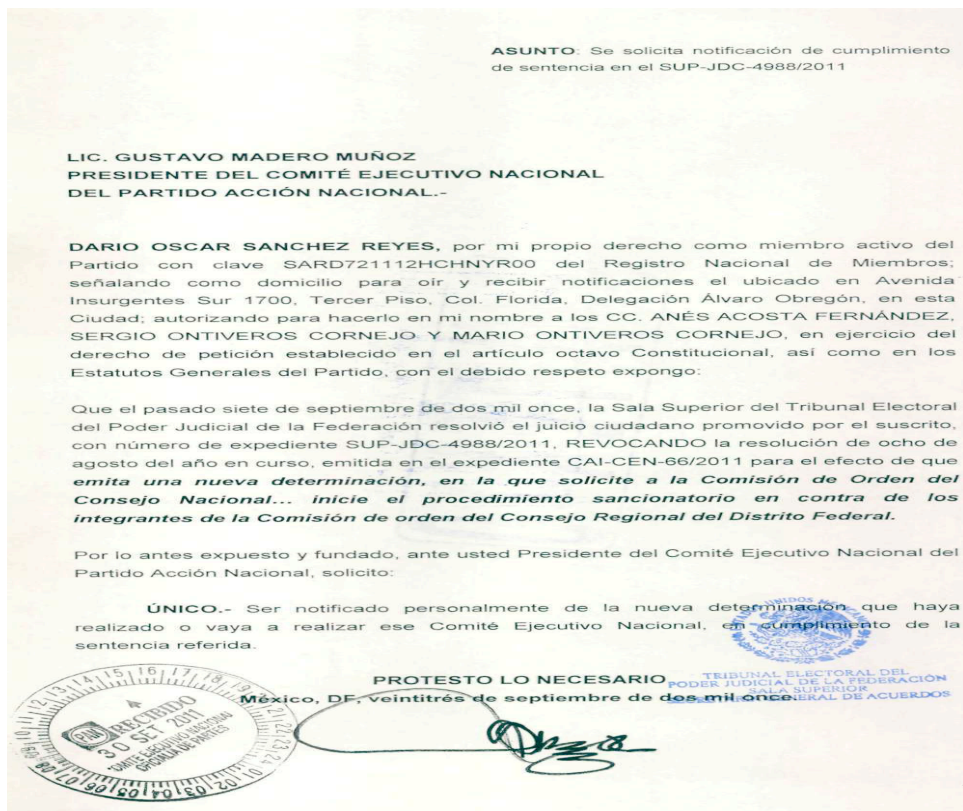 ASUNTO: Se solicita notificación de cumplimiento
de sentencia en el SUP-JDC-4988/2011
LIC. GUSTAVO MADERO MUÑOZ
PRESIDENTE DEL COMITÉ EJECUTIVO NACIONAL
DEL PARTIDO ACCIÓN NACIONAL.-
DARIO OSCAR SANCHEZ REYES, por mi propio derecho como miembro activo del
Partido con clave SARD721112HCHNYR00 del Registro Nacional de Miembros;
señalando como domicilio para oír y recibir notificaciones el ubicado en Avenida
Insurgentes Sur 1700, Tercer Piso, Col. Florida, Delegación Álvaro Obregón, en esta
Ciudad; autorizando para hacerlo en mi nombre a los CC. ANÉS ACOSTA FERNÁNDEZ,
SERGIO ONTIVEROS CORNEJO Y MARIO ONTIVEROS CORNEJO, en ejercicio del
derecho de petición establecido en el artículo octavo Constitucional, así como en los
Estatutos Generales del Partido, con el debido respeto expongo:
Que el pasado siete de septiembre de dos mil once, la Sala Superior del Tribunal Electoral
del Poder Judicial de la Federación resolvió el juicio ciudadano promovido por el suscrito,
con número de expediente SUP-JDC-4988/2011, REVOCANDO la resolución de ocho de
agosto del año en curso, emitida en el expediente CAI-CEN-66/2011 para el efecto de que
emita una nueva determinación, en la que solicite a la Comisión de Orden del
Consejo Nacional... inicie el procedimiento sancionatorio en contra de los
integrantes de la Comisión de orden del Consejo Regional del Distrito Federal.
Por lo antes expuesto y fundado, ante usted Presidente del Comité Ejecutivo Nacional del
Partido Acción Nacional, solicito:
ÚNICO.- Ser notificado personalmente de la nueva determinación que haya
realizado o vaya a realizar ese Comité Ejecutivo Nacional, en cumplimiento de la
sentencia referida.
PROTESTO LO NECESARIO
México, DF, veintitrés de septiembre de dos mil once.
TRIBUNAL ELECTORAL DEL
PODER JUDICIAL DE LA FEDERACIÓN
SALA SUPERIOR
GENERAL DE ACUERDOS
PAN
RECIBIDO
30 SET 2011
COMITE EJECUTIVO NACIONAL
OFICIALIA DE PARTES